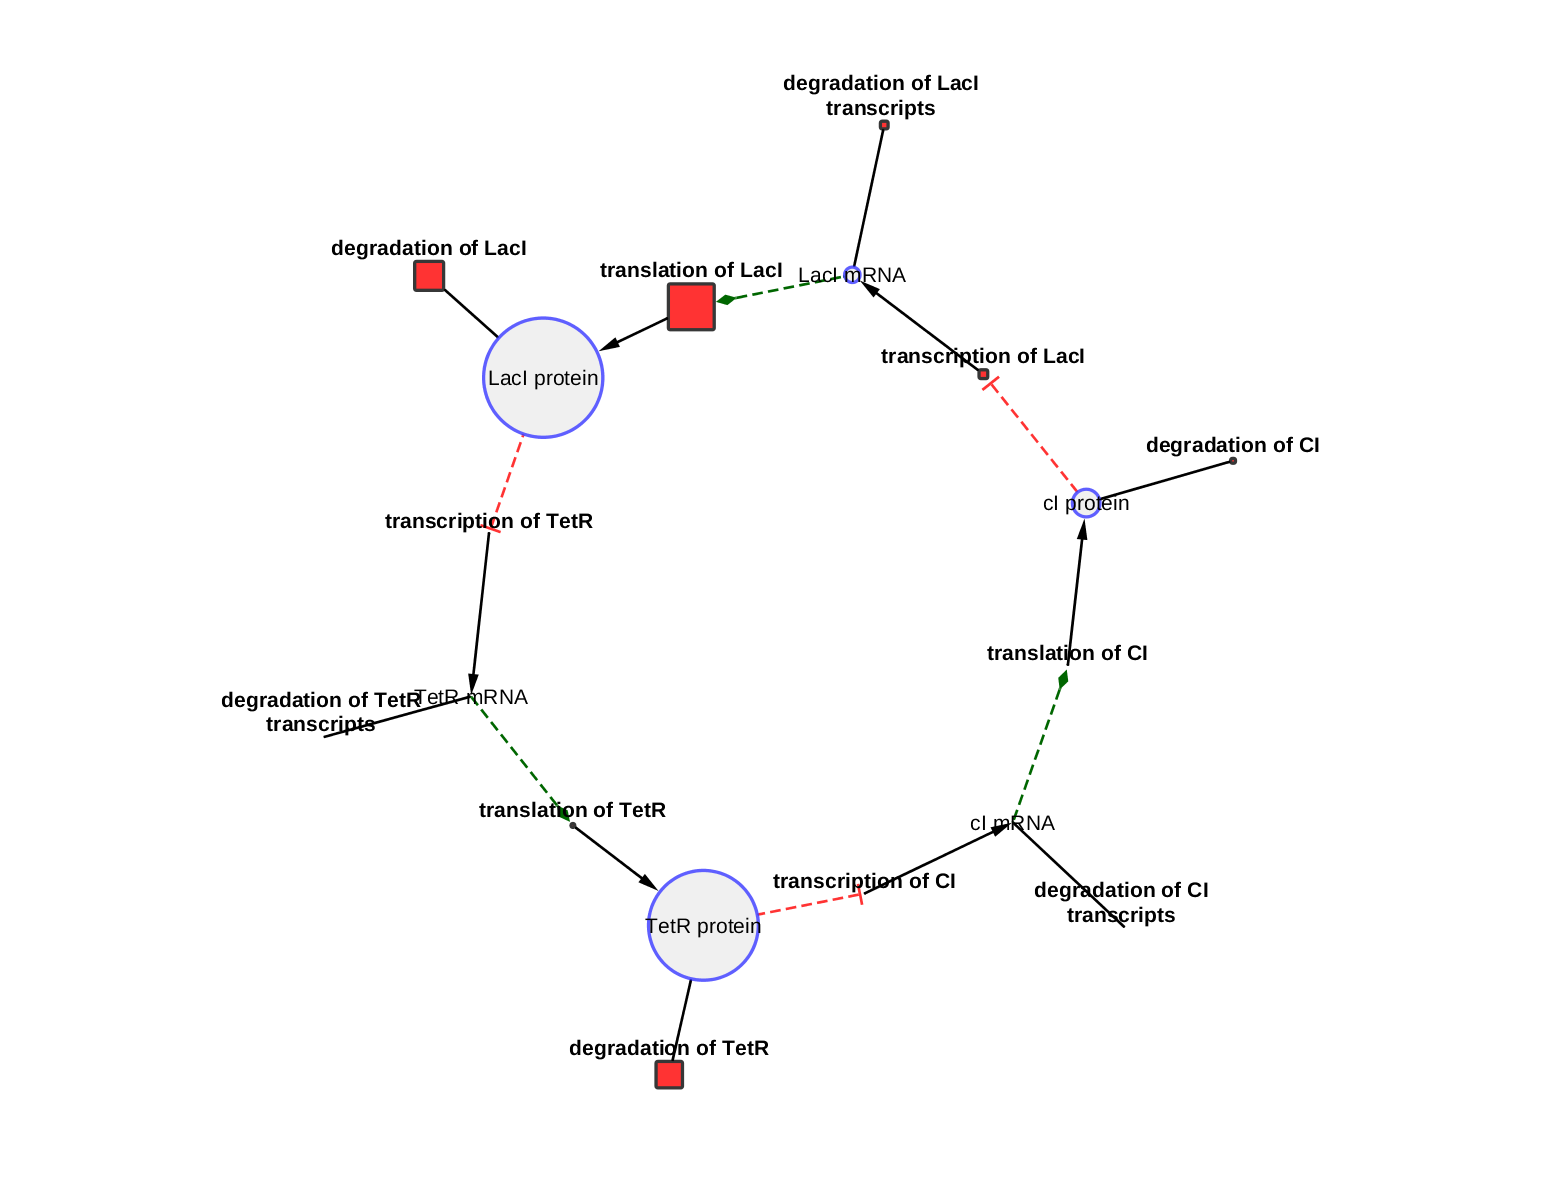 degradation of LacI
transcripts
degradation of LacI
translation of LacI
LacI mRNA
transcription of LacI
LacI protein
degradation of CI
cI protein
transcription of TetR
translation of CI
degradation of TetR
transcripts
TetR mRNA
translation of TetR
cI mRNA
transcription of CI
degradation of CI
transcripts
TetR protein
degradation of TetR